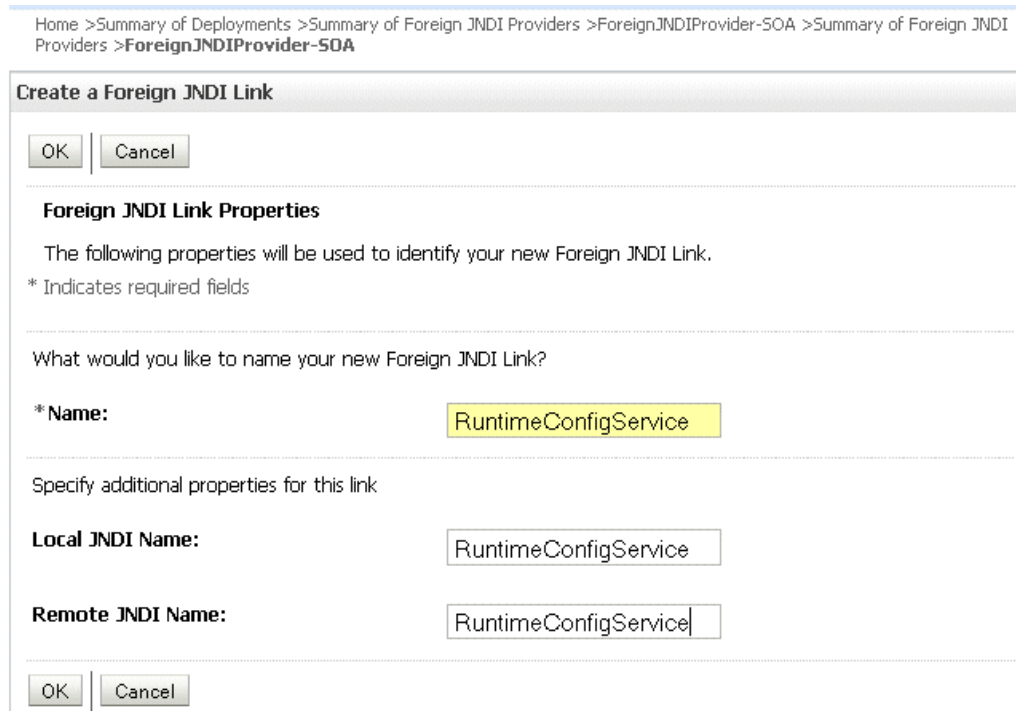 Home >Summary of Deployments >Summary of Foreign JNDI Providers >ForeignJNDIProvider-SOA >Summary of Foreign JNDI
Providers >ForeignJNDIProvider-SOA
Create a Foreign JNDI Link
OK Cancel
Foreign JNDI Link Properties
The following properties will be used to identify your new Foreign JNDI Link.
* Indicates required fields
What would you like to name your new Foreign JNDI Link?
*Name: RuntimeConfigService
Specify additional properties for this link
Local JNDI Name: RuntimeConfigService
Remote JNDI Name: RuntimeConfigService
OK Cancel